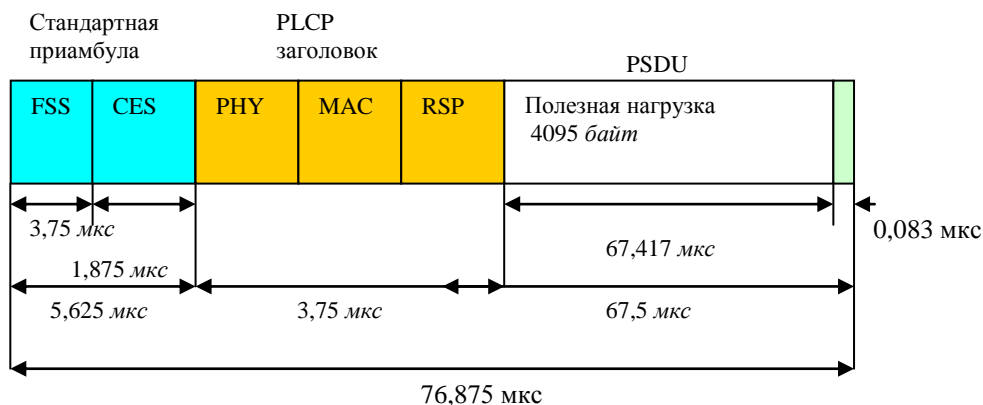 Стандартная
приамбула
PLCP
заголовок
PSDU
FSS CES PHY MAC RSP Полезная нагрузка
4095 байт
3,75 мкс
0,083 мкс
67,417 мкс
1,875 мкс
5,625 мкс 3,75 мкс 67,5 мкс
76,875 мкс